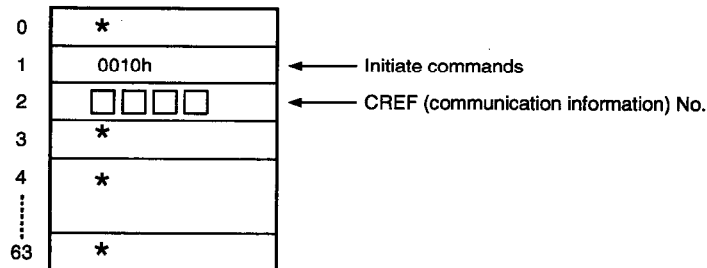 0 *
1 0010h Initiate commands
2 □□□□ CREF (communication information) No.
3 *
4 *
63 *